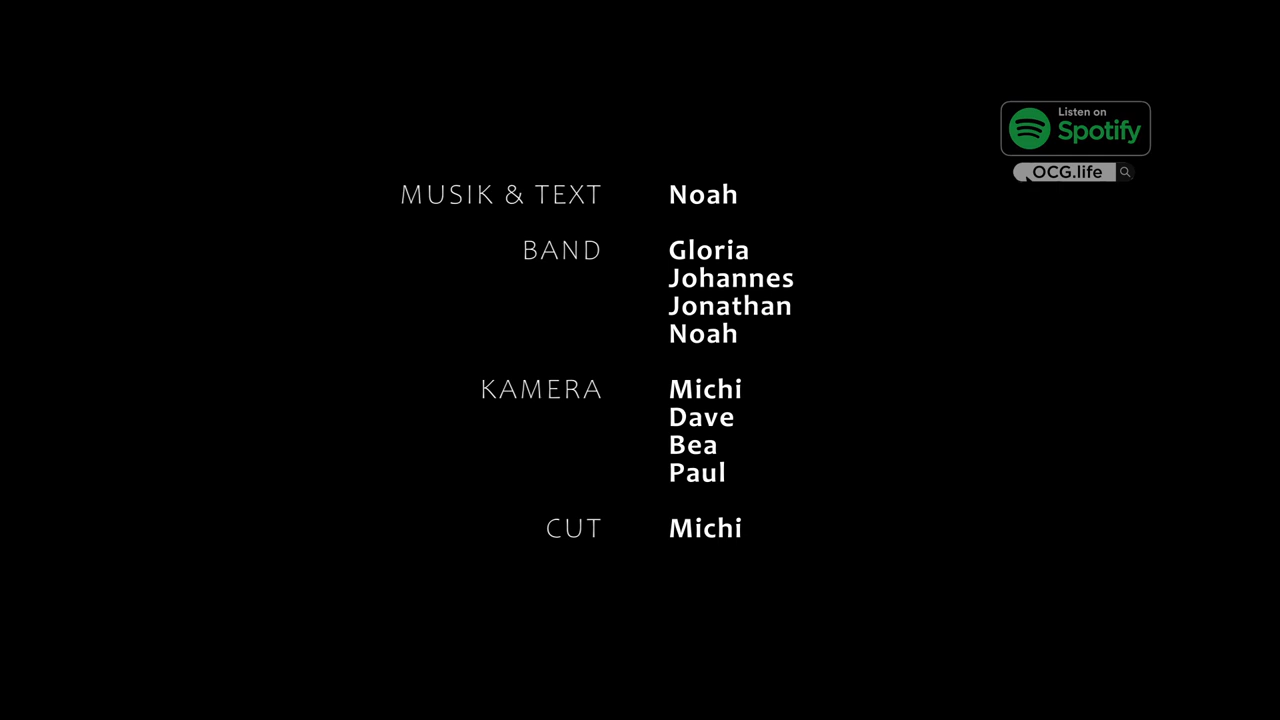 Listen on
Spotify
OCG.life
MUSIK & TEXT Noah
BAND Gloria
Johannes
Jonathan
Noah
KAMERA Michi
Dave
Bea
Paul
CUT Michi